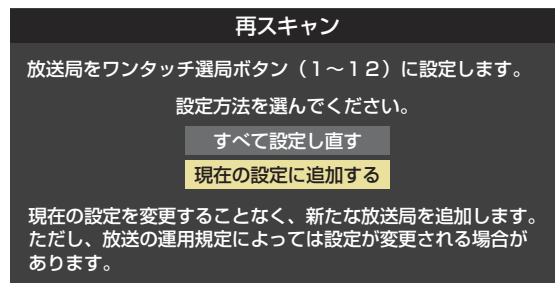 再スキャン
放送局をワンタッチ選局ボタン（１～１２）に設定します。
設定方法を選んでください。
すべて設定し直す
現在の設定に追加する
現在の設定を変更することなく、新たな放送局を追加します。
ただし、放送の運用規定によっては設定が変更される場合が
あります。